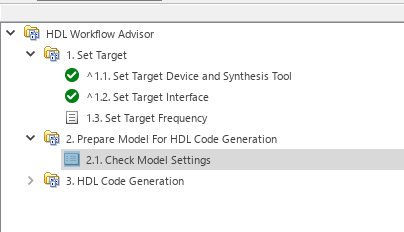 HDL Workflow Advisor
1. Set Target
^1.1. Set Target Device and Synthesis Tool
^1.2. Set Target Interface
1.3. Set Target Frequency
2. Prepare Model For HDL Code Generation
2.1. Check Model Settings
3. HDL Code Generation